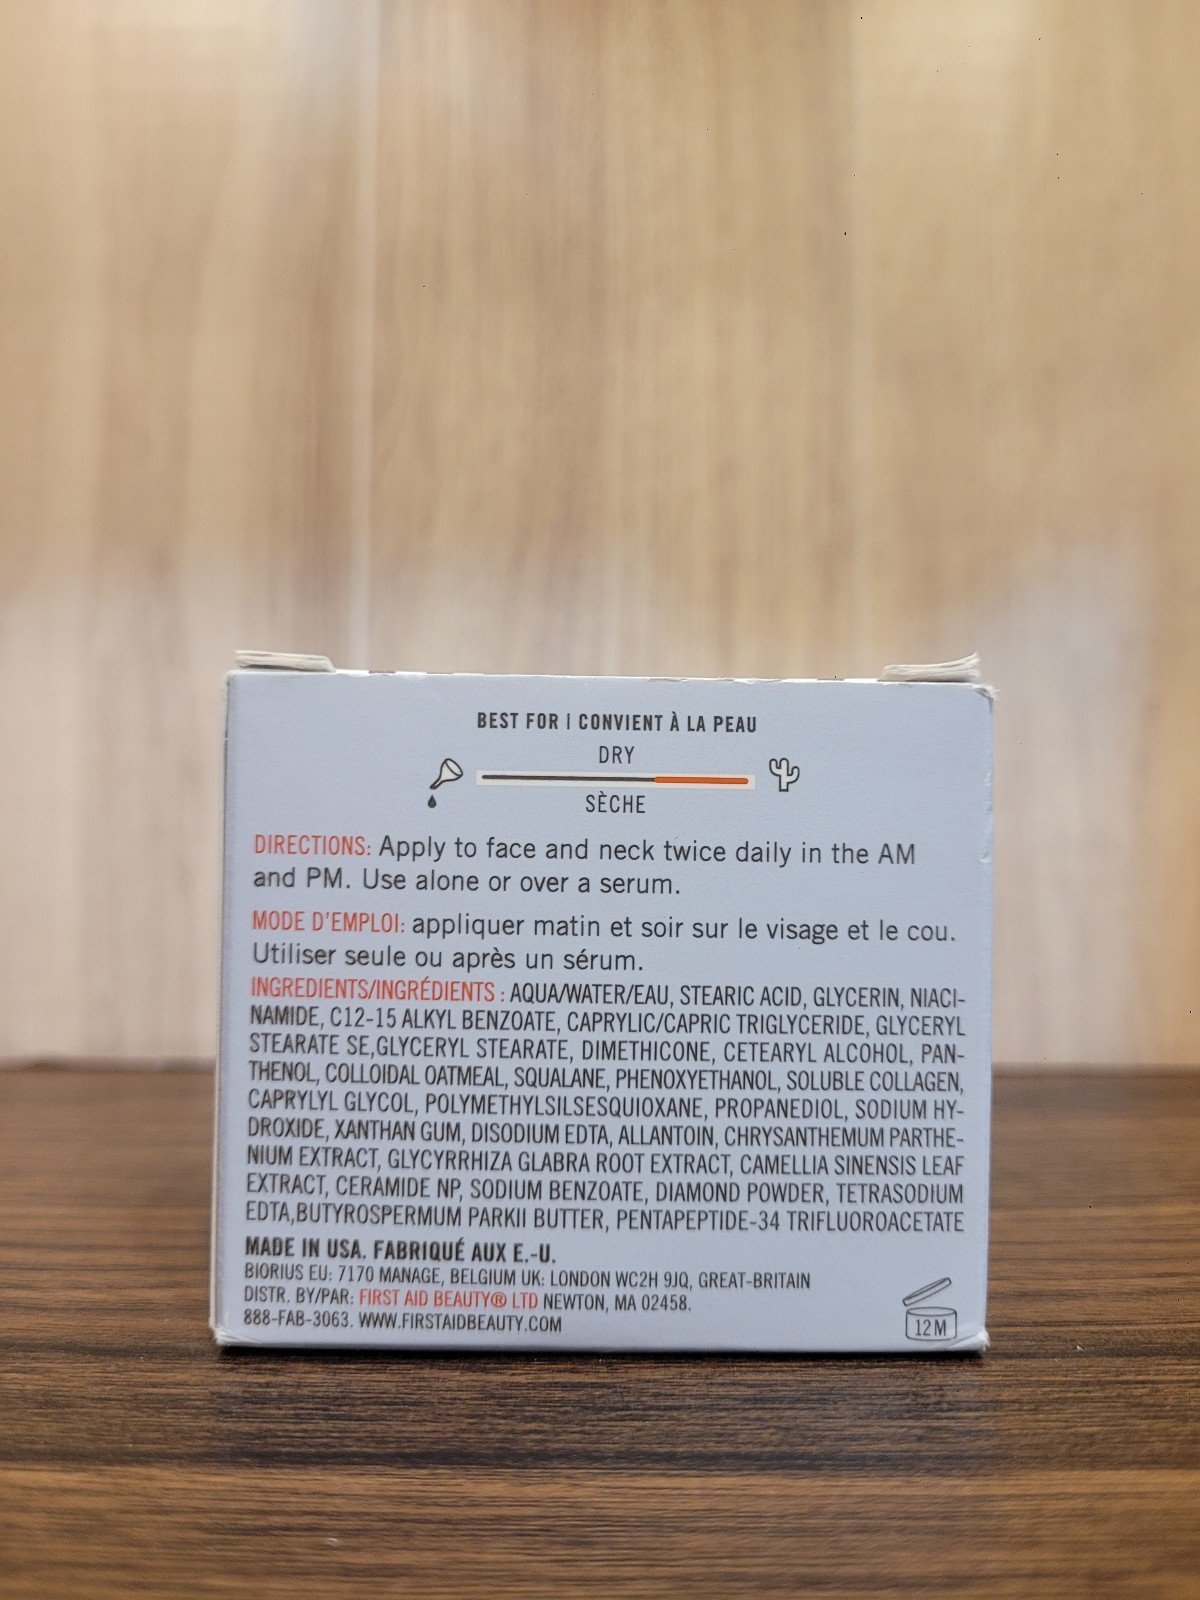 BEST FOR | CONVIENT À LA PEAU
DRY
SÈCHE
DIRECTIONS: Apply to face and neck twice daily in the AM
and PM. Use alone or over a serum.
MODE D'EMPLOI: appliquer matin et soir sur le visage et le cou.
Utiliser seule ou après un sérum.
INGREDIENTS/INGRÉDIENTS : AQUA/WATER/EAU, STEARIC ACID, GLYCERIN, NIACI-
NAMIDE, C12-15 ALKYL BENZOATE, CAPRYLIC/CAPRIC TRIGLYCERIDE, GLYCERYL
STEARATE SE,GLYCERYL STEARATE, DIMETHICONE, CETEARYL ALCOHOL, PAN-
THENOL, COLLOIDAL OATMEAL, SQUALANE, PHENOXYETHANOL, SOLUBLE COLLAGEN,
CAPRYLYL GLYCOL, POLYMETHYLSILSESQUIOXANE, PROPANEDIOL, SODIUM HY-
DROXIDE, XANTHAN GUM, DISODIUM EDTA, ALLANTOIN, CHRYSANTHEMUM PARTHE-
NIUM EXTRACT, GLYCYRRHIZA GLABRA ROOT EXTRACT, CAMELLIA SINENSIS LEAF
EXTRACT, CERAMIDE NP, SODIUM BENZOATE, DIAMOND POWDER, TETRASODIUM
EDTA,BUTYROSPERMUM PARKII BUTTER, PENTAPEPTIDE-34 TRIFLUOROACETATE
MADE IN USA. FABRIQUÉ AUX E.-U.
BIORIUS EU: 7170 MANAGE, BELGIUM UK: LONDON WC2H 9JQ, GREAT-BRITAIN
DISTR. BY/PAR: FIRST AID BEAUTY® LTD NEWTON, MA 02458.
888-FAB-3063. WWW.FIRSTAIDBEAUTY.COM
12M